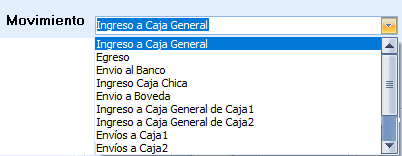 Movimiento Ingreso a Caja General
Ingreso a Caja General
Egreso
Envio al Banco
Ingreso Caja Chica
Envio a Boveda
Ingreso a Caja General de Caja1
Ingreso a Caja General de Caja2
Envíos a Caja1
Envíos a Caja2